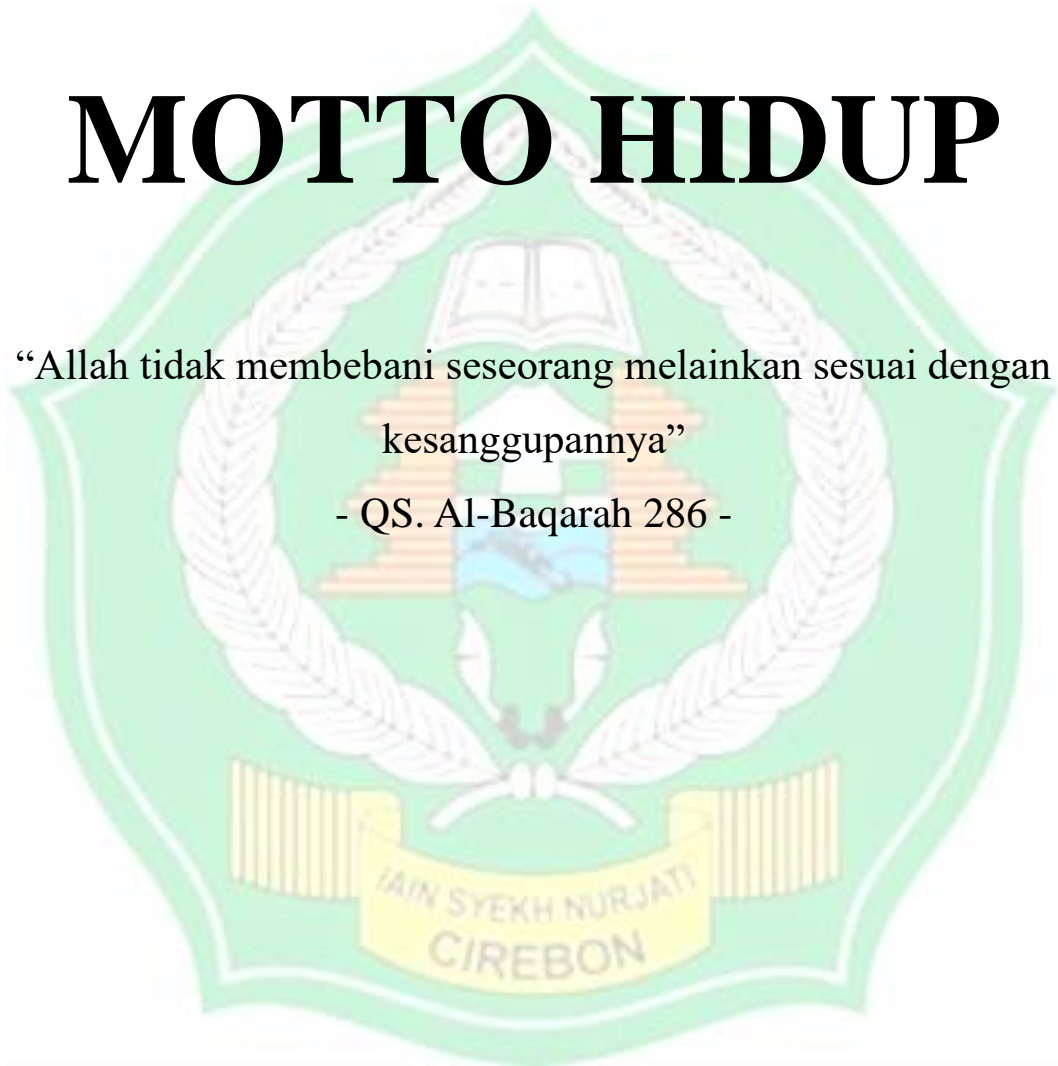 MOTTO HIDUP
“Allah tidak membebani seseorang melainkan sesuai dengan
kesanggupannya”
- QS. Al-Baqarah 286 -
IAIN SYEKH NURJATI
CIREBON